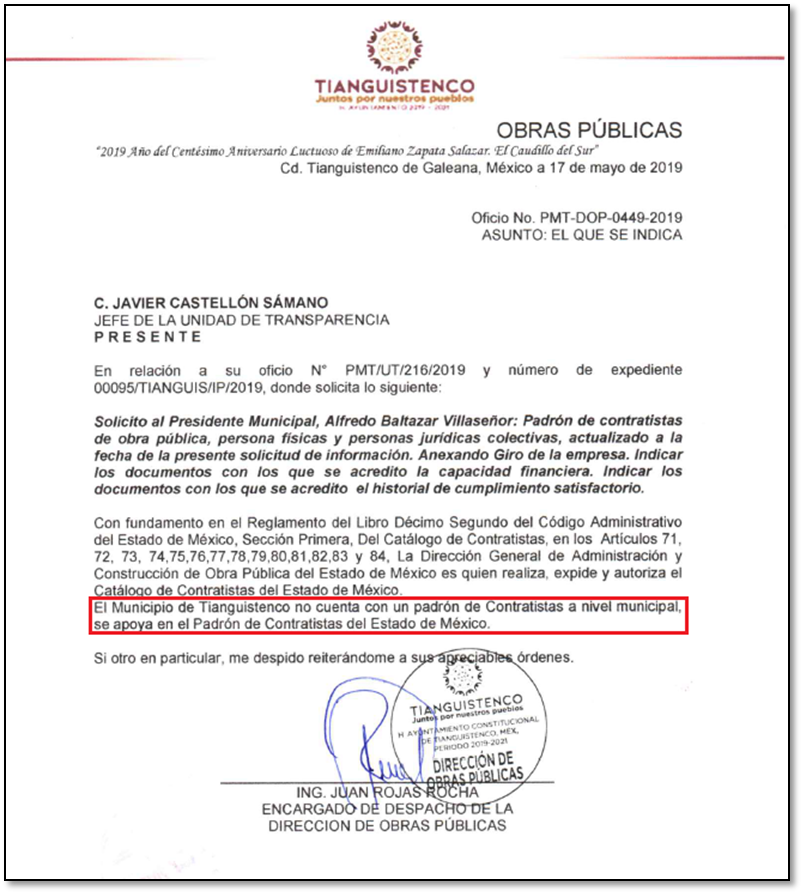 TIANGUISTENCO
Juntos por nuestros pueblos
H. AYUNTAMIENTO 2019 - 2021
OBRAS PÚBLICAS
"2019 Año del Centésimo Aniversario Luctuoso de Emiliano Zapata Salazar. El Caudillo del Sur"
Cd. Tianguistenco de Galeana, México a 17 de mayo de 2019
Oficio No. PMT-DOP-0449-2019
ASUNTO: EL QUE SE INDICA
C. JAVIER CASTELLÓN SÁMANO
JEFE DE LA UNIDAD DE TRANSPARENCIA
P R E S E N T E
En relación a su oficio N° PMT/UT/216/2019 y número de expediente
00095/TIANGUIS/IP/2019, donde solicita lo siguiente:
Solicito al Presidente Municipal, Alfredo Baltazar Villaseñor: Padrón de contratistas
de obra pública, persona físicas y personas jurídicas colectivas, actualizado a la
fecha de la presente solicitud de información. Anexando Giro de la empresa. Indicar
los documentos con los que se acredito la capacidad financiera. Indicar los
documentos con los que se acredito el historial de cumplimiento satisfactorio.
Con fundamento en el Reglamento del Libro Décimo Segundo del Código Administrativo
del Estado de México, Sección Primera, Del Catálogo de Contratistas, en los Artículos 71,
72, 73, 74,75,76,77,78,79,80,81,82,83 y 84, La Dirección General de Administración y
Construcción de Obra Pública del Estado de México es quien realiza, expide y autoriza el
Catálogo de Contratistas del Estado de México.
El Municipio de Tianguistenco no cuenta con un padrón de Contratistas a nivel municipal,
se apoya en el Padrón de Contratistas del Estado de México.
Si otro en particular, me despido reiterándome a sus apreciables órdenes.
TIANGUISTENCO
Juntos por nuestros pueblos
H AYUNTAMIENTO CONSTITUCIONAL
DE TIANGUISTENCO, MÉX.
PERIODO 2019-2021
DIRECCIÓN DE
OBRAS PÚBLICAS
ING. JUAN ROJAS ROCHA
ENCARGADO DE DESPACHO DE LA
DIRECCION DE OBRAS PÚBLICAS